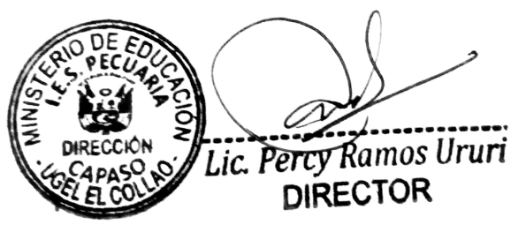 MINISTERIO DE EDUCACIÓN
I.E.S. PECUARIA
DIRECCIÓN
CAPASO
- UGEL EL COLLAO -
Lic. Percy Ramos Ururi
DIRECTOR